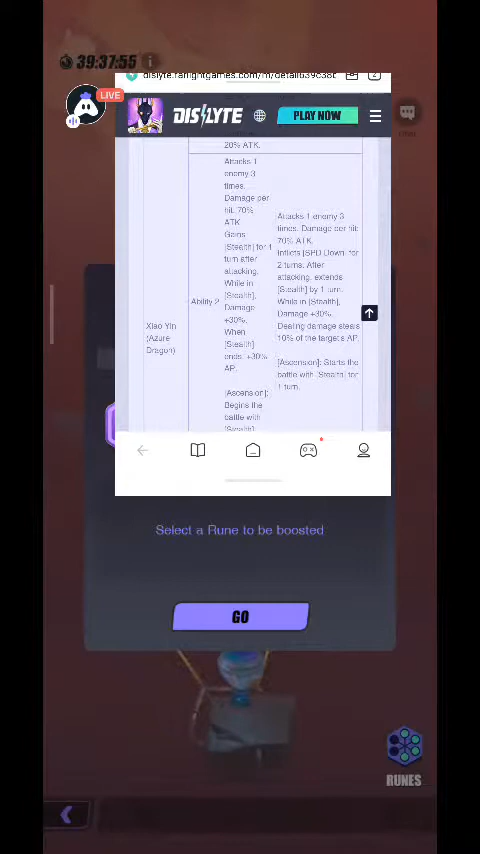 39:37:55
LIVE
dislyte.farlightgames.com/m/detail/639c38b
2
DISLYTE
PLAY NOW
20% ATK.
Xiao Yin
(Azure
Dragon)
Ability 2
Attacks 1
enemy 3
times.
Damage per
hit: 70%
ATK
Gains
[Stealth] for 1
turn after
attacking.
While in
[Stealth],
Damage
+30%.
When
[Stealth]
ends, +30%
AP.
[Ascension]:
Begins the
battle with
[Stealth]
Attacks 1 enemy 3
times. Damage per hit:
70% ATK.
Inflicts [SPD Down] for
2 turns. After
attacking, extends
[Stealth] by 1 turn.
While in [Stealth],
Damage +30%.
Dealing damage steals
10% of the target's AP.
[Ascension]: Starts the
battle with [Stealth] for
1 turn.
Select a Rune to be boosted
GO
RUNES